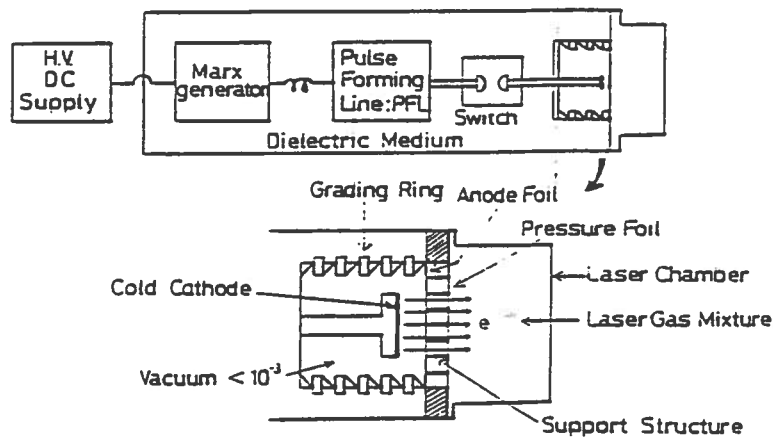 H.V.
DC
Supply
Marx
generator
Pulse
Forming
Line:PFL
Switch
Dielectric Medium
Grading Ring
Anode Foil
Pressure Foil
Cold Cathode
Laser Chamber
e
Laser Gas Mixture
Vacuum < 10⁻³
Support Structure